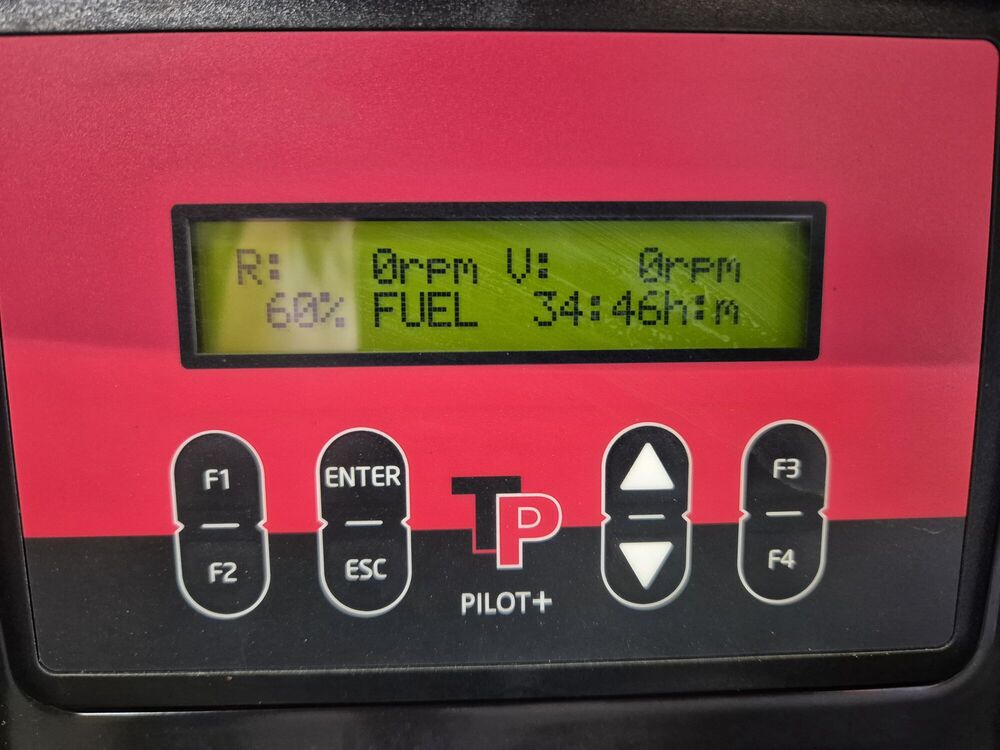 R: 0rpm V: 0rpm
60% FUEL 34:46h:m
F1 ENTER F3
F2 ESC F4
TP
PILOT+